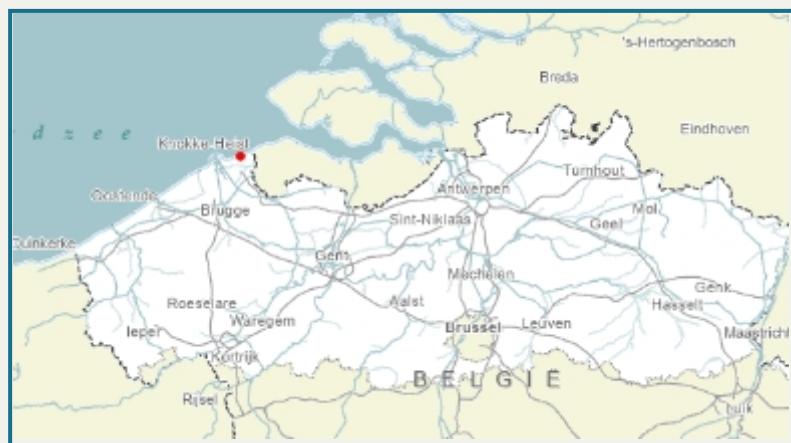 's-Hertogenbosch
Breda
Eindhoven
d z e e
Knokke-Heist
Turnhout
Antwerpen
Oostende
Mol
Brugge
Sint-Niklaas
Geel
Duinkerke
Gent
Mechelen
Genk
Roeselare
Aalst
Hasselt
Waregem
Brussel
Leuven
Ieper
Maastricht
Kortrijk
BELGIË
Rijsel
Luik